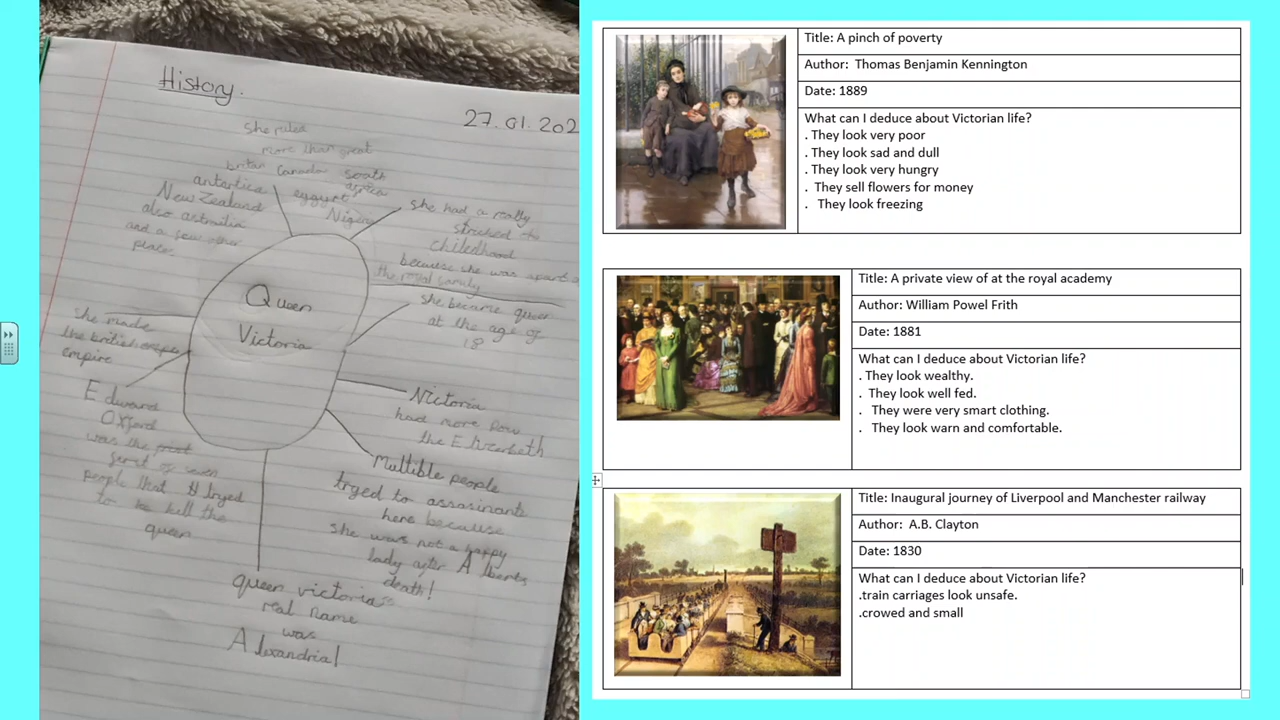 History.
27.01.202
she ruled
more than great
britan Canada south
africa
antartica eggyurt
New Zealand Nigira
also astrailia
and a few other
places.
she had a really
stricked
chiledhood
because she was apart
the royal family
she became queen
at the age of
18
Queen
Victoria
she made
the british
empire
Edward
Oxford
was the
first of seven
people that tryed
to kill the
queen
Victoria
had more pow
the Elizabeth
Multible people
tryed to assasinants
here because
she was not a happy
lady after Alberts
death!
queen victorias
real name
was
Alexandria!
Title: A pinch of poverty
Author: Thomas Benjamin Kennington
Date: 1889
What can I deduce about Victorian life?
. They look very poor
. They look sad and dull
. They look very hungry
. They sell flowers for money
. They look freezing
Title: A private view of at the royal academy
Author: William Powel Frith
Date: 1881
What can I deduce about Victorian life?
. They look wealthy.
. They look well fed.
. They were very smart clothing.
. They look warn and comfortable.
Title: Inaugural journey of Liverpool and Manchester railway
Author: A.B. Clayton
Date: 1830
What can I deduce about Victorian life?
.train carriages look unsafe.
.crowed and small